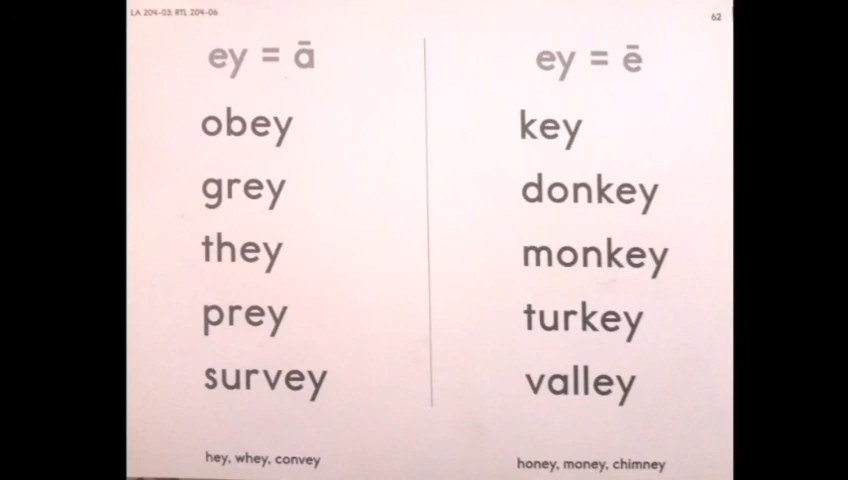 LA 204-03; RTL 204-06
62
ey = ā
obey
grey
they
prey
survey
hey, whey, convey
ey = ē
key
donkey
monkey
turkey
valley
honey, money, chimney